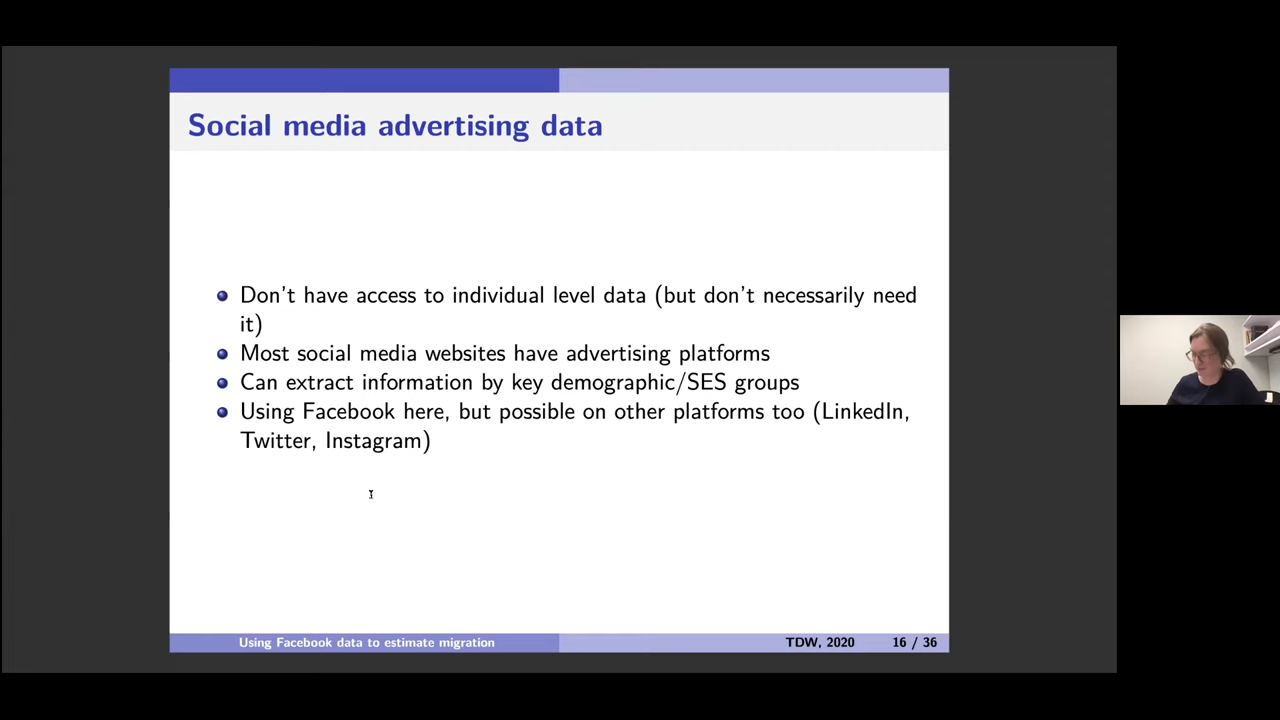 Social media advertising data
Don't have access to individual level data (but don't necessarily need
it)
Most social media websites have advertising platforms
Can extract information by key demographic/SES groups
Using Facebook here, but possible on other platforms too (LinkedIn,
Twitter, Instagram)
Using Facebook data to estimate migration TDW, 2020 16 / 36